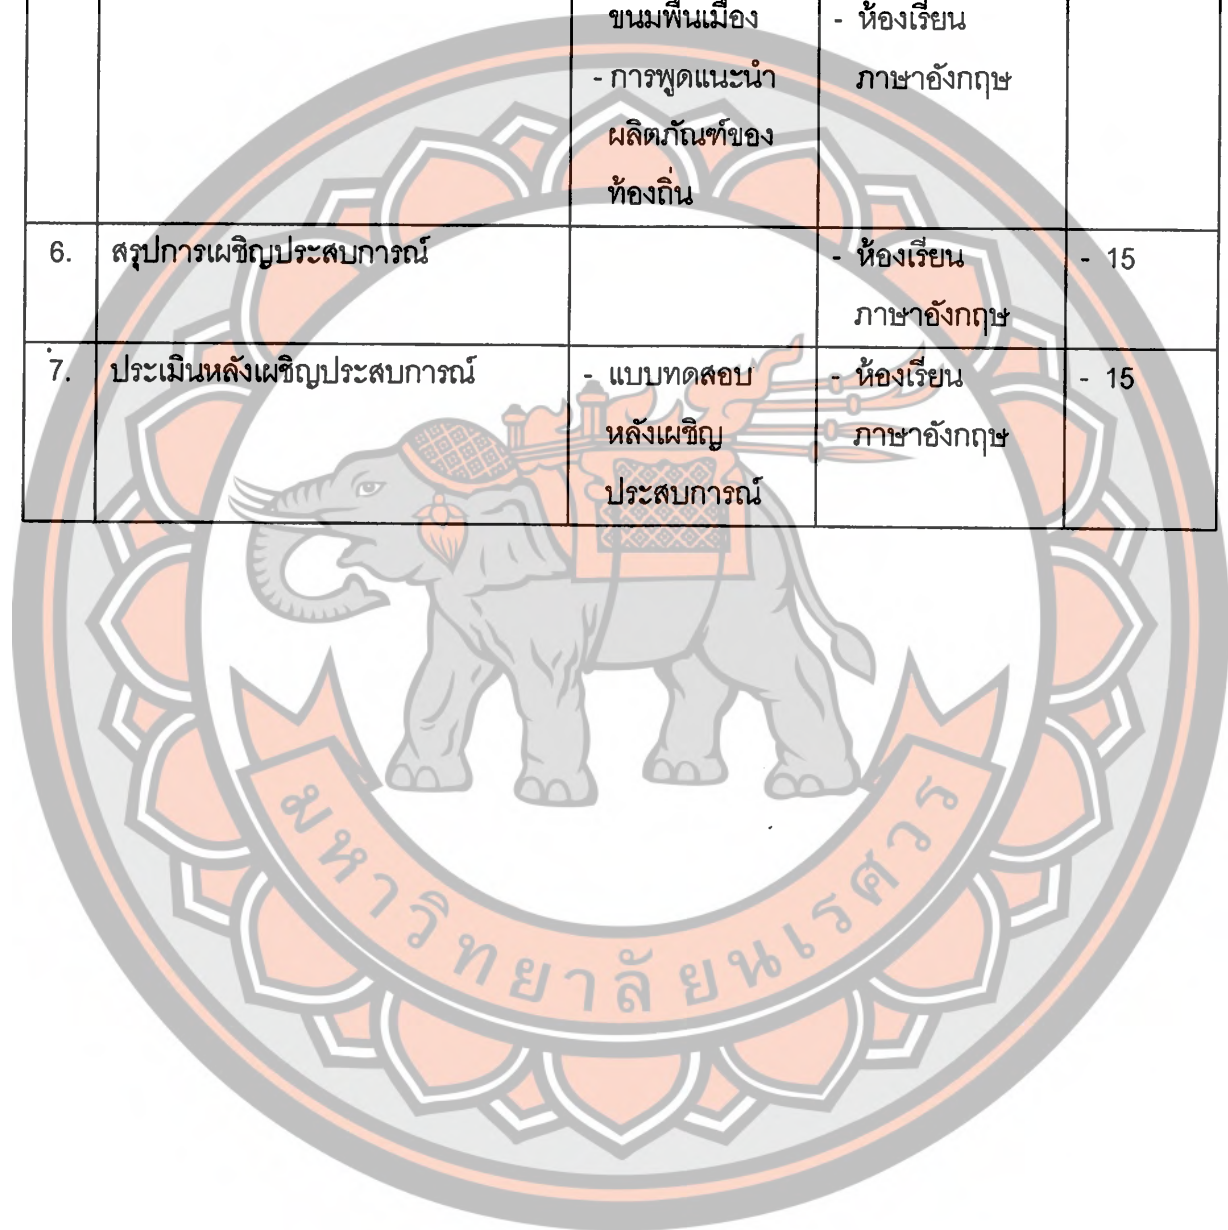 ขนมพื้นเมือง - ห้องเรียน
- การพูดแนะนำ ภาษาอังกฤษ
ผลิตภัณฑ์ของ
ท้องถิ่น
6. สรุปการเผชิญประสบการณ์ - ห้องเรียน - 15
ภาษาอังกฤษ
7. ประเมินหลังเผชิญประสบการณ์ - แบบทดสอบ - ห้องเรียน - 15
หลังเผชิญ ภาษาอังกฤษ
ประสบการณ์
มหาวิทยาลัยนเรศวร